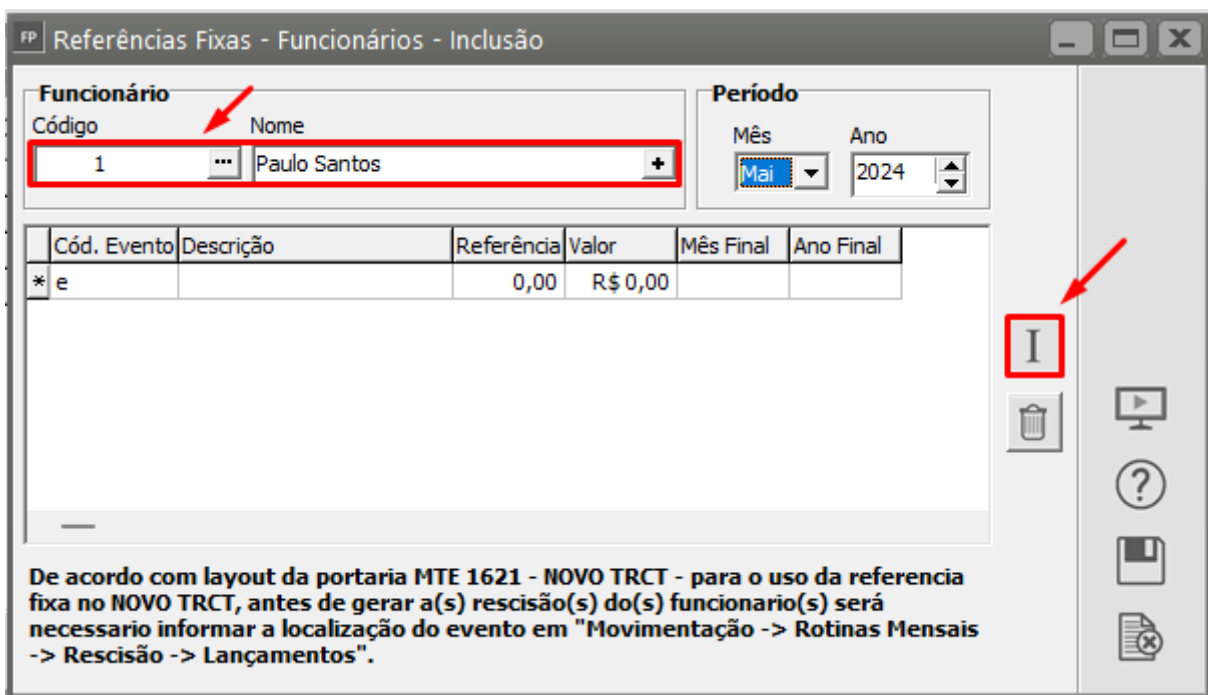 FP Referências Fixas - Funcionários - Inclusão
Funcionário
Código Nome
1 ... Paulo Santos +
Período
Mês Ano
Mai 2024
Cód. Evento Descrição Referência Valor Mês Final Ano Final
* e 0,00 R$ 0,00
I
?
De acordo com layout da portaria MTE 1621 - NOVO TRCT - para o uso da referencia
fixa no NOVO TRCT, antes de gerar a(s) rescisão(s) do(s) funcionario(s) será
necessario informar a localização do evento em "Movimentação -> Rotinas Mensais
-> Rescisão -> Lançamentos".